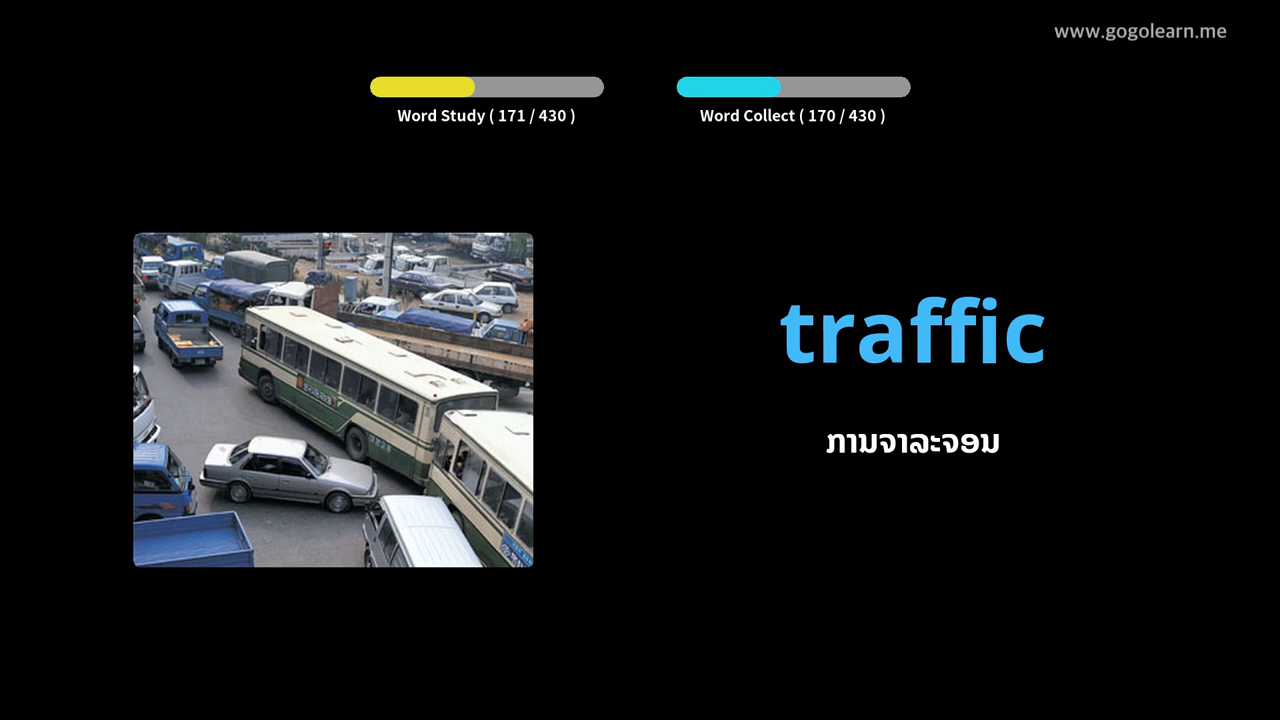 www.gogolearn.me
Word Study ( 171 / 430 )
Word Collect ( 170 / 430 )
traffic
ການຈາລະຈອນ